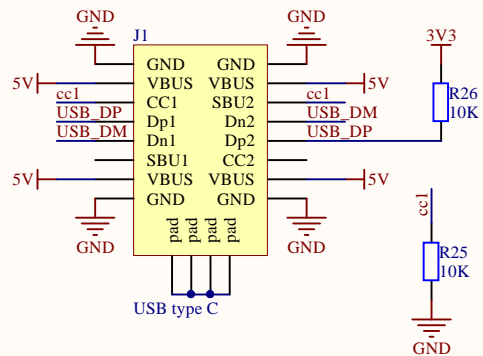 GND
GND
J1
3V3
GND
GND
5V
VBUS
VBUS
5V
cc1
CC1
SBU2
cc1
R26
10K
USB_DP
Dp1
Dn2
USB_DM
USB_DM
Dn1
Dp2
USB_DP
SBU1
CC2
5V
VBUS
VBUS
5V
GND
GND
cc1
pad
pad
pad
pad
GND
GND
R25
10K
USB type C
GND